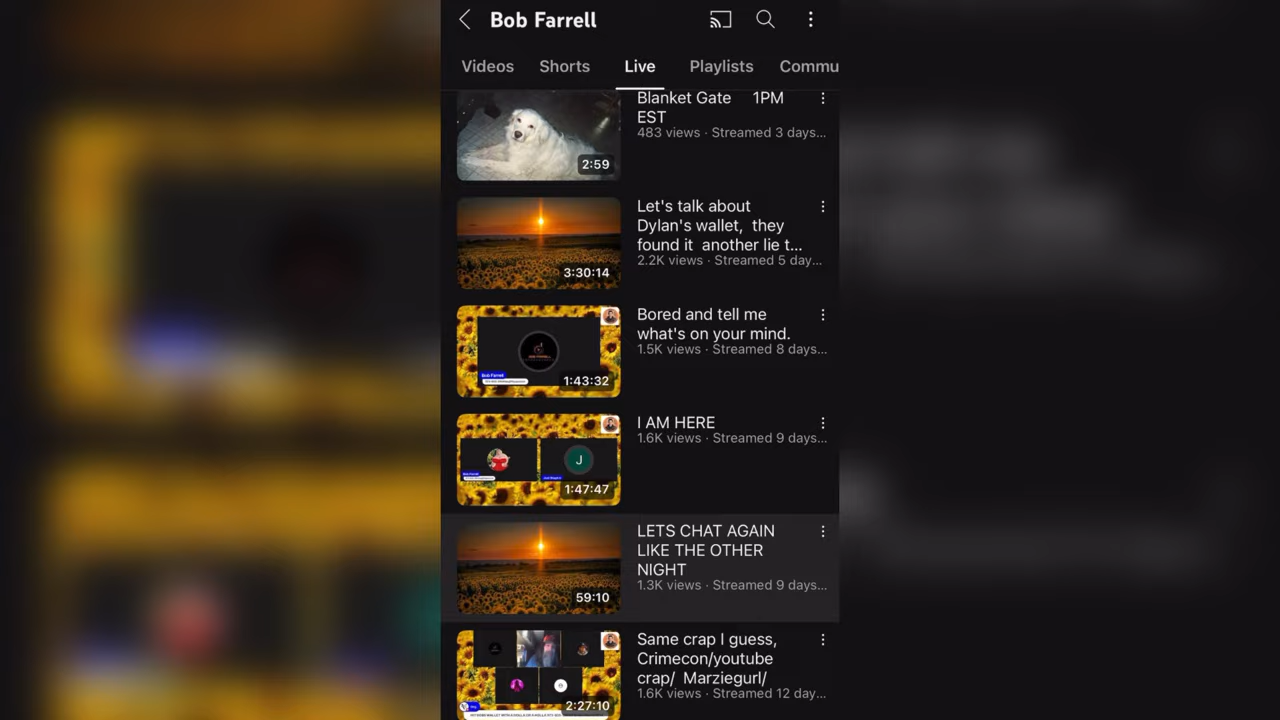 Bob Farrell
Videos Shorts Live Playlists Commu
Blanket Gate 1PM
EST
483 views · Streamed 3 days...
2:59
Let's talk about
Dylan's wallet, they
found it another lie t...
2.2K views · Streamed 5 day...
3:30:14
Bored and tell me
what's on your mind.
1.5K views · Streamed 8 days...
Bob Farrell
1:43:32
I AM HERE
1.6K views · Streamed 9 days...
J
1:47:47
LETS CHAT AGAIN
LIKE THE OTHER
NIGHT
1.3K views · Streamed 9 days...
59:10
Same crap I guess,
Crimecon/youtube
crap/ Marziegurl/
1.6K views · Streamed 12 day...
2:27:10